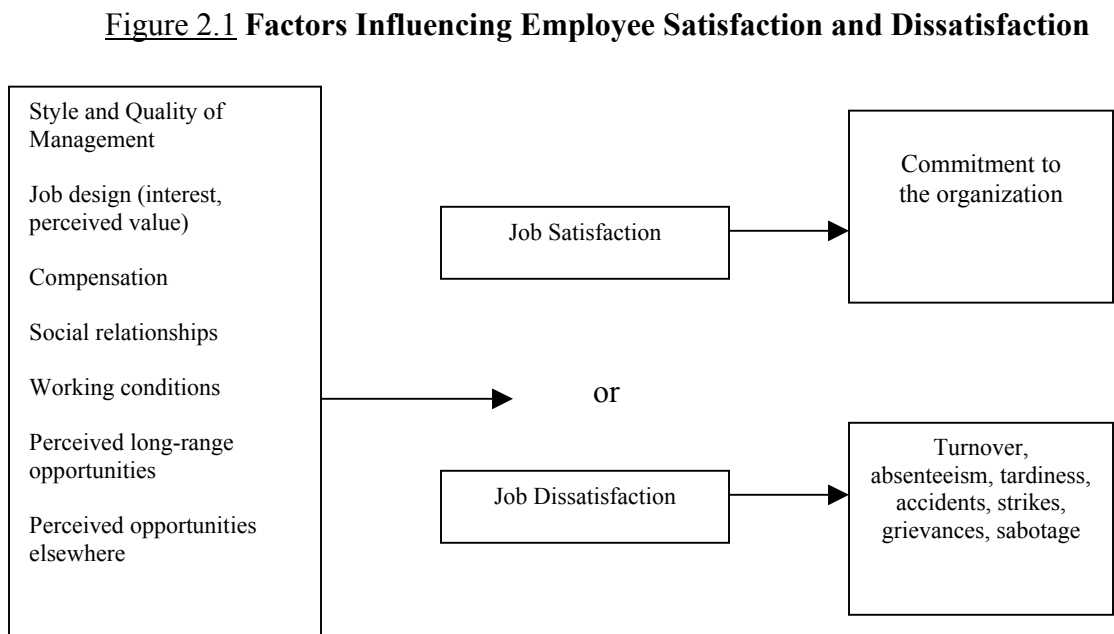 Figure 2.1 Factors Influencing Employee Satisfaction and Dissatisfaction
Style and Quality of
Management
Job design (interest,
perceived value)
Compensation
Social relationships
Working conditions
Perceived long-range
opportunities
Perceived opportunities
elsewhere
Job Satisfaction
Commitment to
the organization
or
Job Dissatisfaction
Turnover,
absenteeism, tardiness,
accidents, strikes,
grievances, sabotage